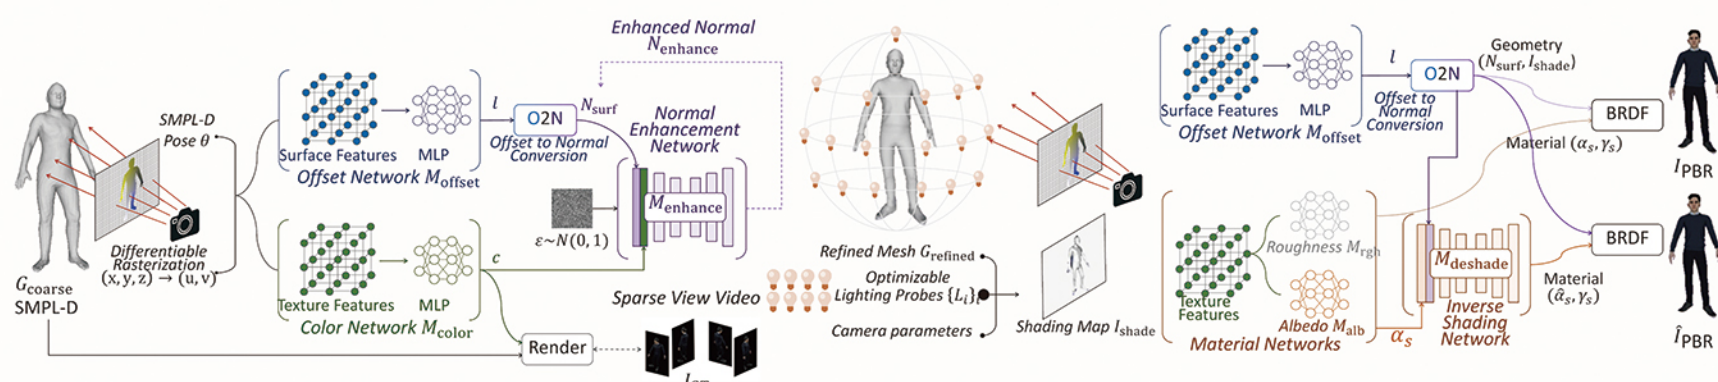 SMPL-D
Pose θ
Differentiable
Rasterization
(x, y, z) → (u, v)
G_coarse
SMPL-D
Surface Features
MLP
Offset Network M_offset
l
O2N
Offset to Normal
Conversion
N_surf
Enhanced Normal
N_enhance
Normal
Enhancement
Network
M_enhance
ε~N(0, 1)
Texture Features
MLP
Color Network M_color
c
Render
Sparse View Video
Refined Mesh G_refined
Optimizable
Lighting Probes {L_i}
Camera parameters
Shading Map I_shade
Surface Features
MLP
Offset Network M_offset
l
O2N
Offset to
Normal
Conversion
Geometry
(N_surf, I_shade)
BRDF
Material (α_s, γ_s)
I_PBR
Texture
Features
Roughness M_rgh
Albedo M_alb
Material Networks
α_s
M_deshade
Inverse
Shading
Network
BRDF
Material
(α̂_s, γ_s)
Î_PBR